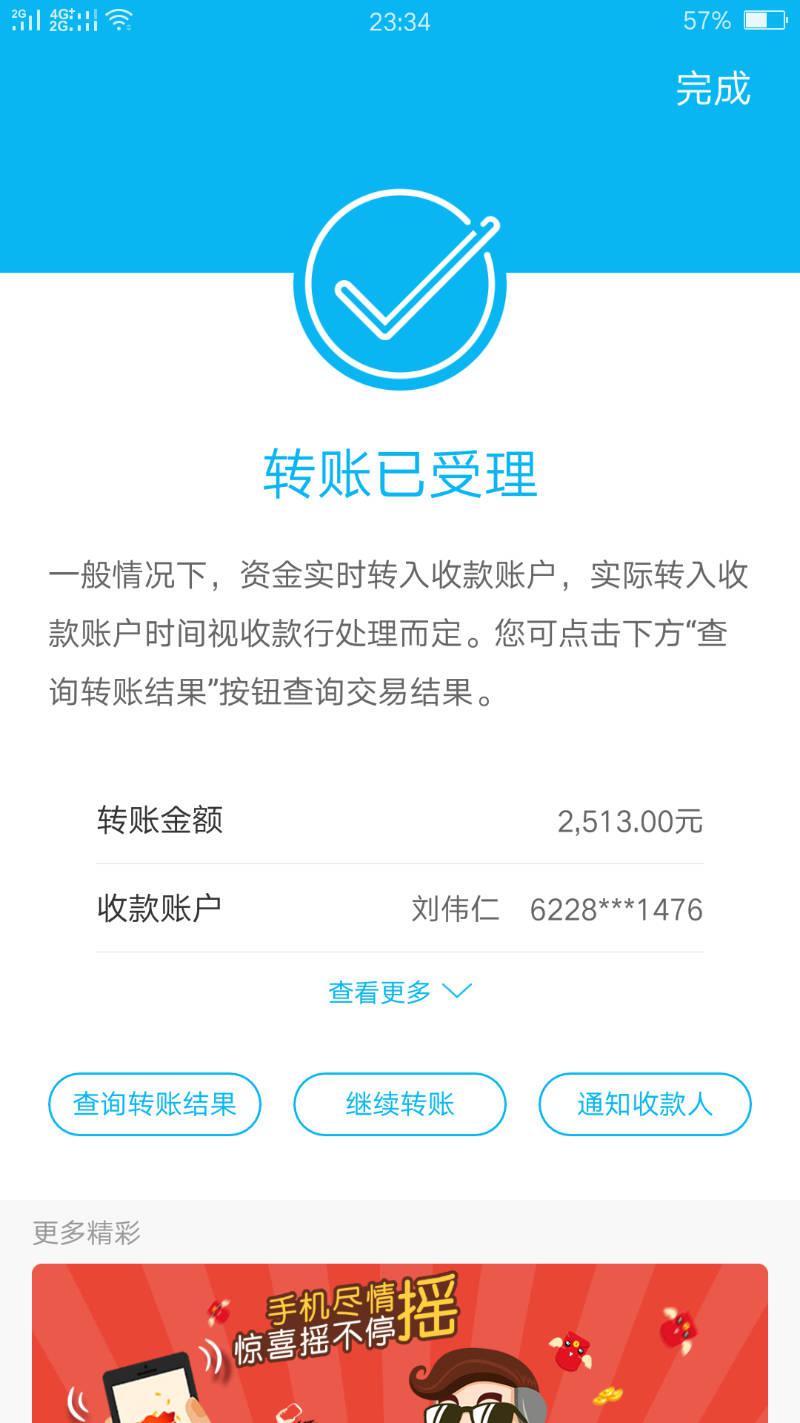 2G 4G+ 2G 23:34 57%
完成
转账已受理
一般情况下，资金实时转入收款账户，实际转入收
款账户时间视收款行处理而定。您可点击下方“查
询转账结果”按钮查询交易结果。
转账金额 2,513.00元
收款账户 刘伟仁 6228***1476
查看更多
查询转账结果 继续转账 通知收款人
更多精彩
手机尽情摇
惊喜摇不停